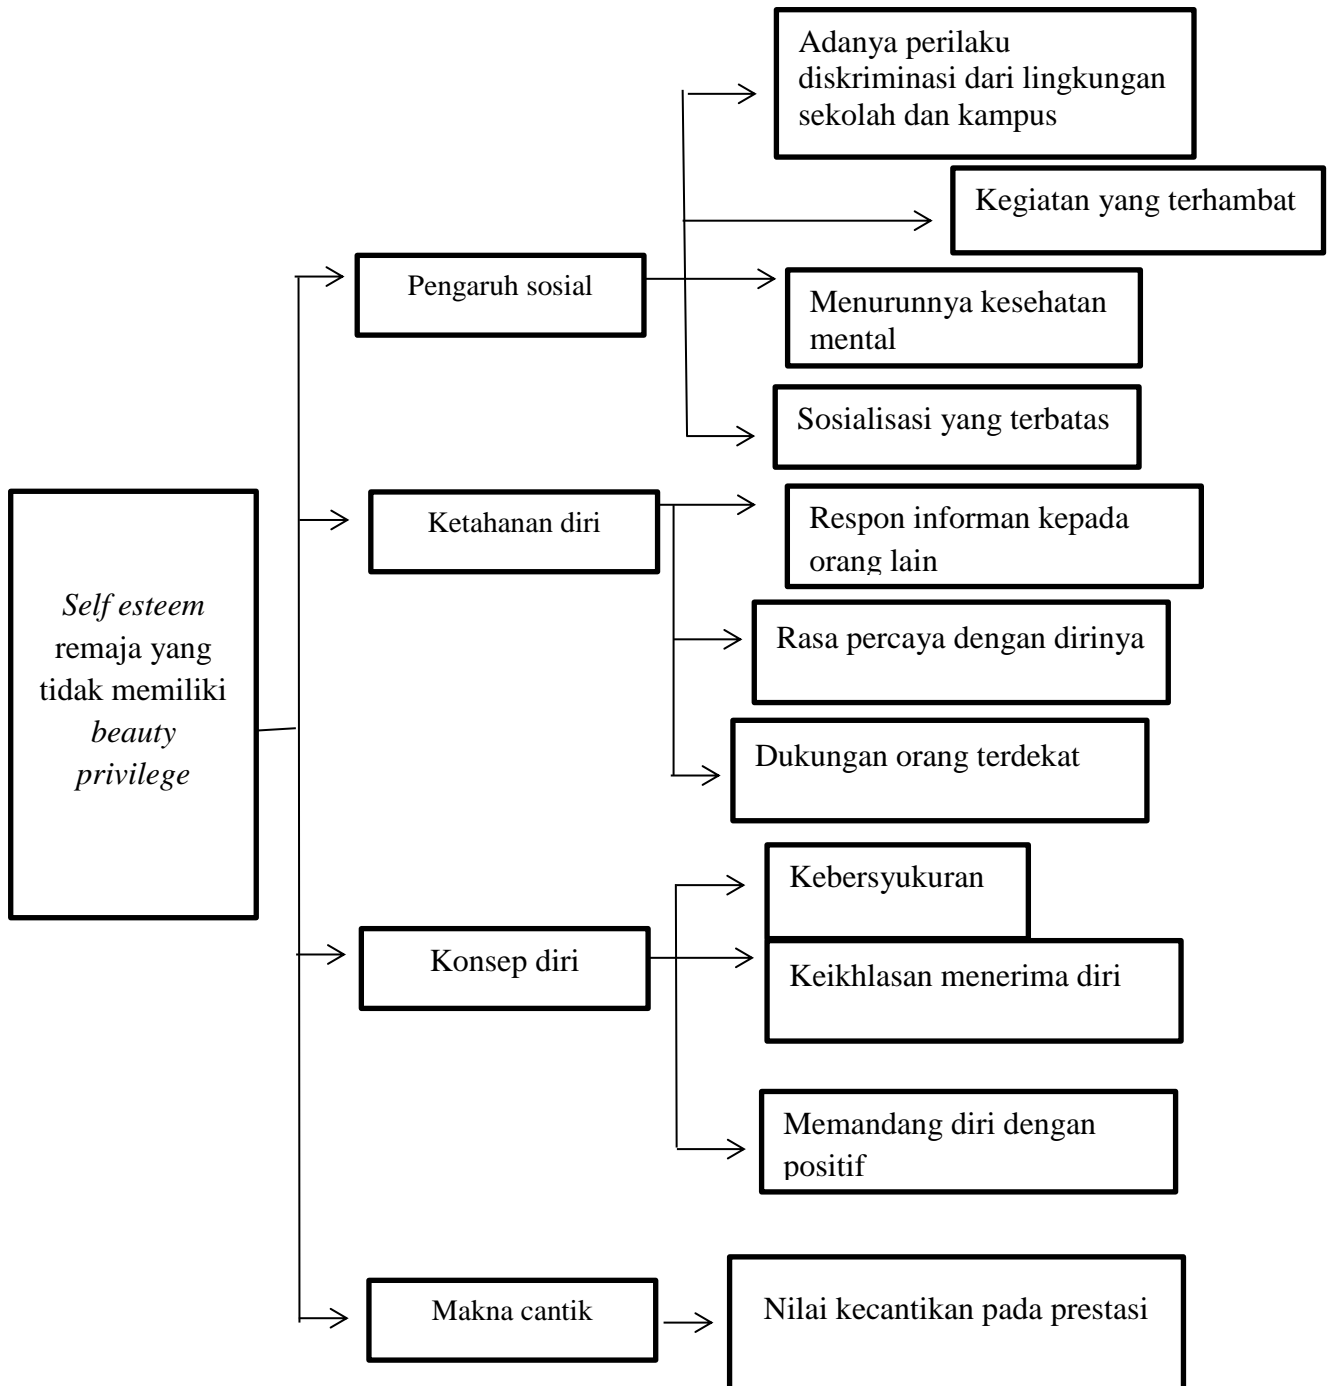 Adanya perilaku
diskriminasi dari lingkungan
sekolah dan kampus
Kegiatan yang terhambat
Pengaruh sosial
Menurunnya kesehatan
mental
Sosialisasi yang terbatas
Ketahanan diri
Respon informan kepada
orang lain
Self esteem
remaja yang
tidak memiliki
beauty
privilege
Rasa percaya dengan dirinya
Dukungan orang terdekat
Kebersyukuran
Konsep diri
Keikhlasan menerima diri
Memandang diri dengan
positif
Makna cantik
Nilai kecantikan pada prestasi